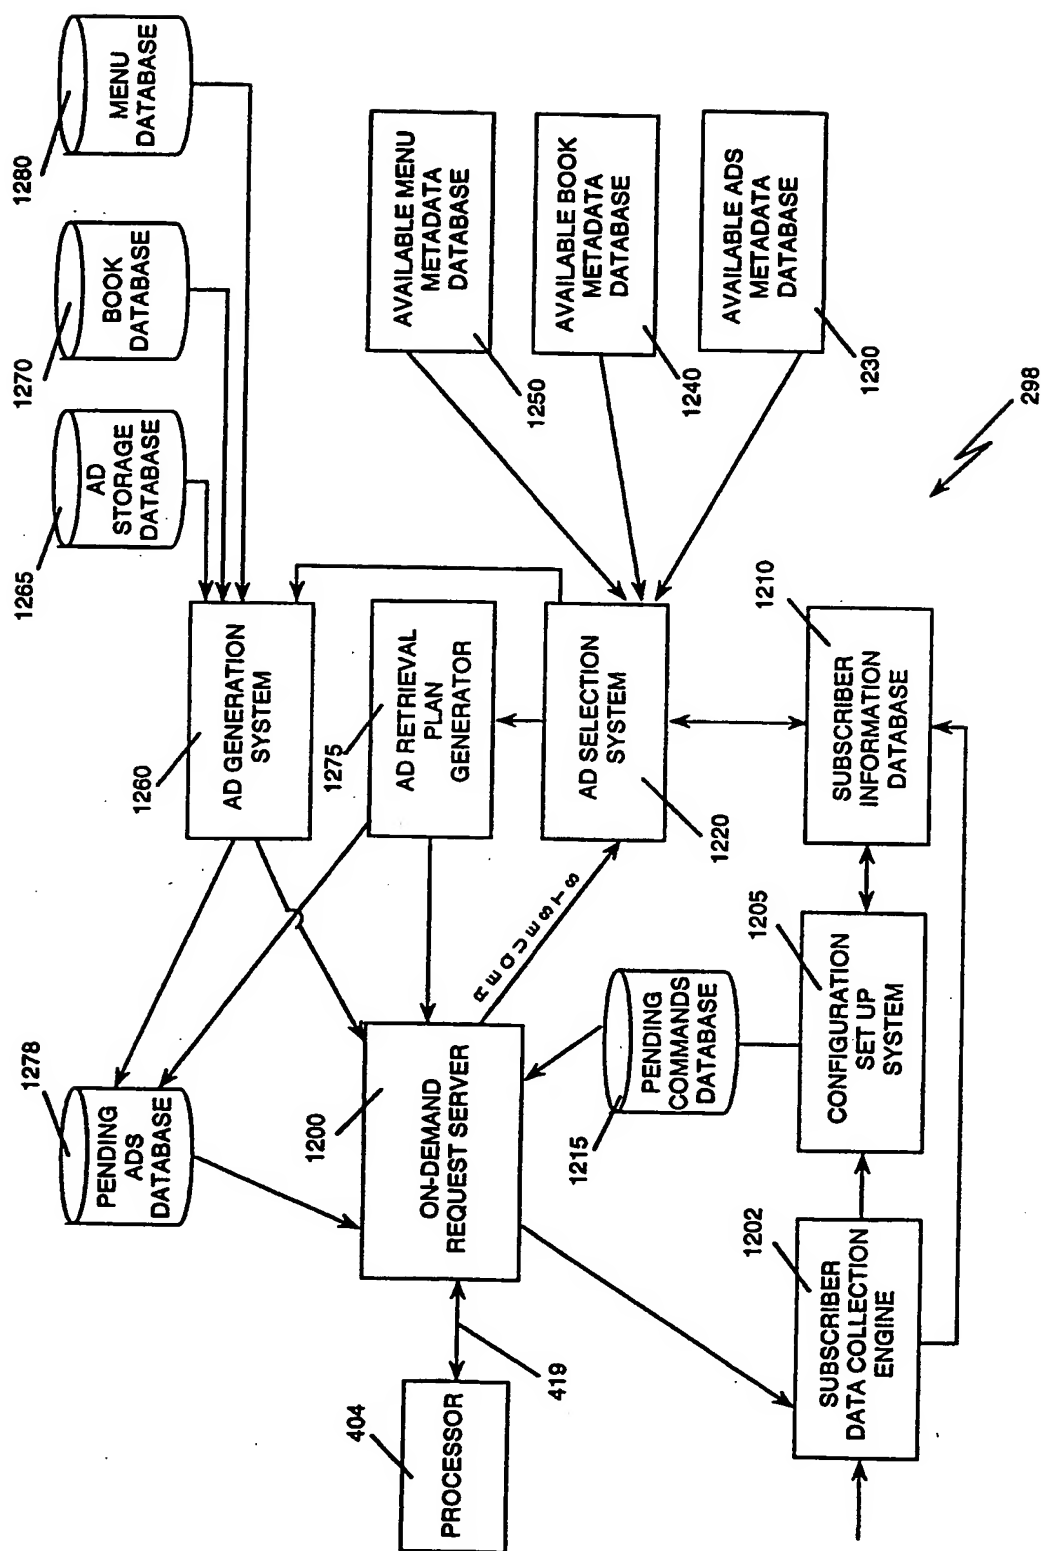 1280
MENU
DATABASE
1270
BOOK
DATABASE
1265
AD
STORAGE
DATABASE
1260
AD GENERATION
SYSTEM
1278
PENDING
ADS
DATABASE
AVAILABLE MENU
METADATA
DATABASE
1250
AVAILABLE BOOK
METADATA
DATABASE
1240
AVAILABLE ADS
METADATA
DATABASE
1230
1275
AD RETRIEVAL
PLAN
GENERATOR
AD SELECTION
SYSTEM
1220
REQUESTS
1200
ON-DEMAND
REQUEST SERVER
404
PROCESSOR
419
PENDING
COMMANDS
DATABASE
1215
1210
SUBSCRIBER
INFORMATION
DATABASE
1205
CONFIGURATION
SET UP
SYSTEM
1202
SUBSCRIBER
DATA COLLECTION
ENGINE
298